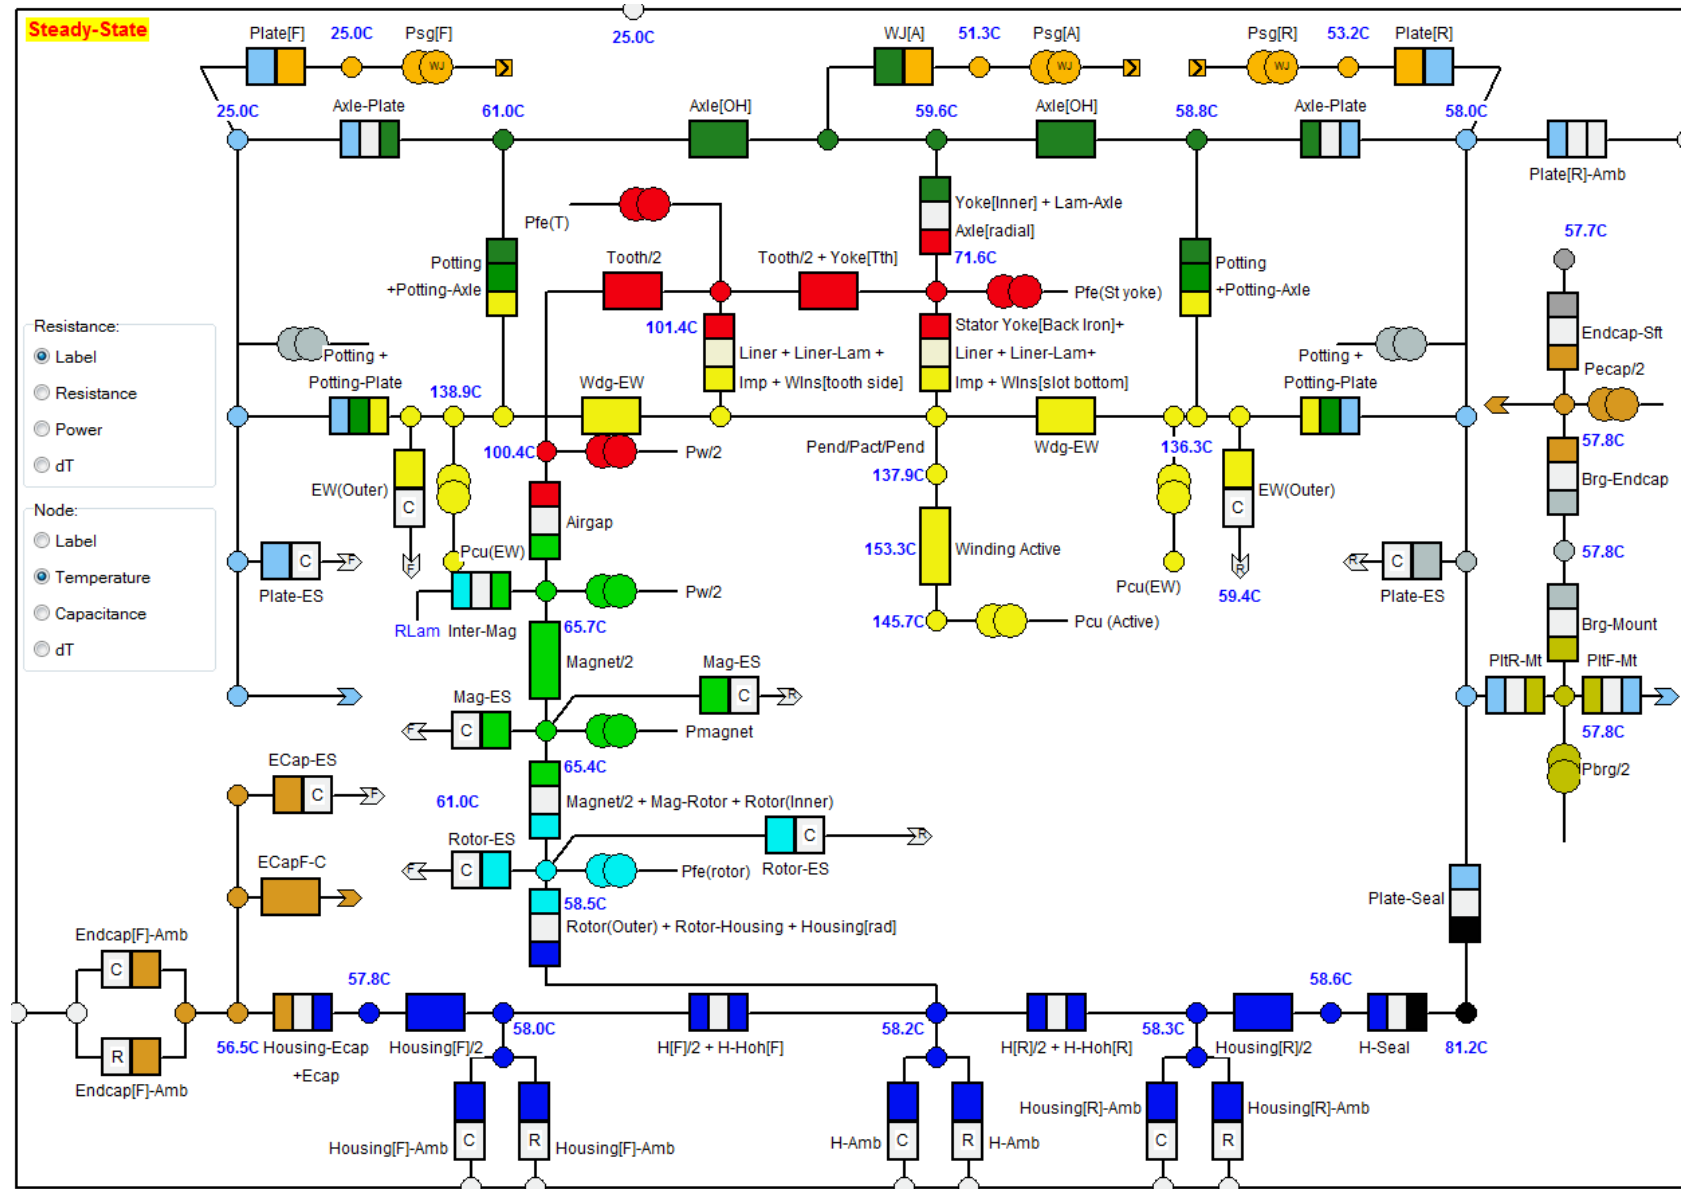 Steady-State
Plate[F]
25.0C
Psg[F]
WJ
25.0C
WJ[A]
51.3C
Psg[A]
WJ
Psg[R]
53.2C
Plate[R]
WJ
25.0C
Axle-Plate
61.0C
Axle[OH]
59.6C
Axle[OH]
58.8C
Axle-Plate
58.0C
Plate[R]-Amb
Pfe(T)
Yoke[Inner] + Lam-Axle
Axle[radial]
71.6C
57.7C
Potting
+Potting-Axle
Tooth/2
Tooth/2 + Yoke[Tth]
Pfe(St yoke)
Potting
+Potting-Axle
Resistance:
Label
Resistance
Power
dT
101.4C
Stator Yoke[Back Iron]+
Liner + Liner-Lam +
Liner + Liner-Lam+
Imp + WIns[tooth side]
Imp + WIns[slot bottom]
Endcap-Sft
Pecap/2
Potting +
Potting-Plate
138.9C
Wdg-EW
Potting +
Potting-Plate
100.4C
Pw/2
Pend/Pact/Pend
137.9C
Wdg-EW
136.3C
57.8C
Brg-Endcap
EW(Outer)
C
F
EW(Outer)
C
R
59.4C
Node:
Label
Temperature
Capacitance
dT
Airgap
Pcu(EW)
153.3C
Winding Active
Pcu(EW)
57.8C
C
F
Plate-ES
R
C
Plate-ES
RLam
Inter-Mag
Pw/2
65.7C
145.7C
Pcu (Active)
Brg-Mount
Magnet/2
Mag-ES
C
R
Mag-ES
F
C
Pmagnet
PltR-Mt
PltF-Mt
57.8C
Pbrg/2
ECap-ES
C
F
65.4C
61.0C
Magnet/2 + Mag-Rotor + Rotor(Inner)
Rotor-ES
F
C
C
R
Rotor-ES
Pfe(rotor)
ECapF-C
58.5C
Rotor(Outer) + Rotor-Housing + Housing[rad]
Plate-Seal
Endcap[F]-Amb
C
R
Endcap[F]-Amb
57.8C
58.6C
56.5C
Housing-Ecap
+Ecap
Housing[F]/2
58.0C
H[F]/2 + H-Hoh[F]
58.2C
H[R]/2 + H-Hoh[R]
58.3C
Housing[R]/2
H-Seal
81.2C
Housing[F]-Amb
C
R
Housing[F]-Amb
H-Amb
C
R
H-Amb
Housing[R]-Amb
C
R
Housing[R]-Amb